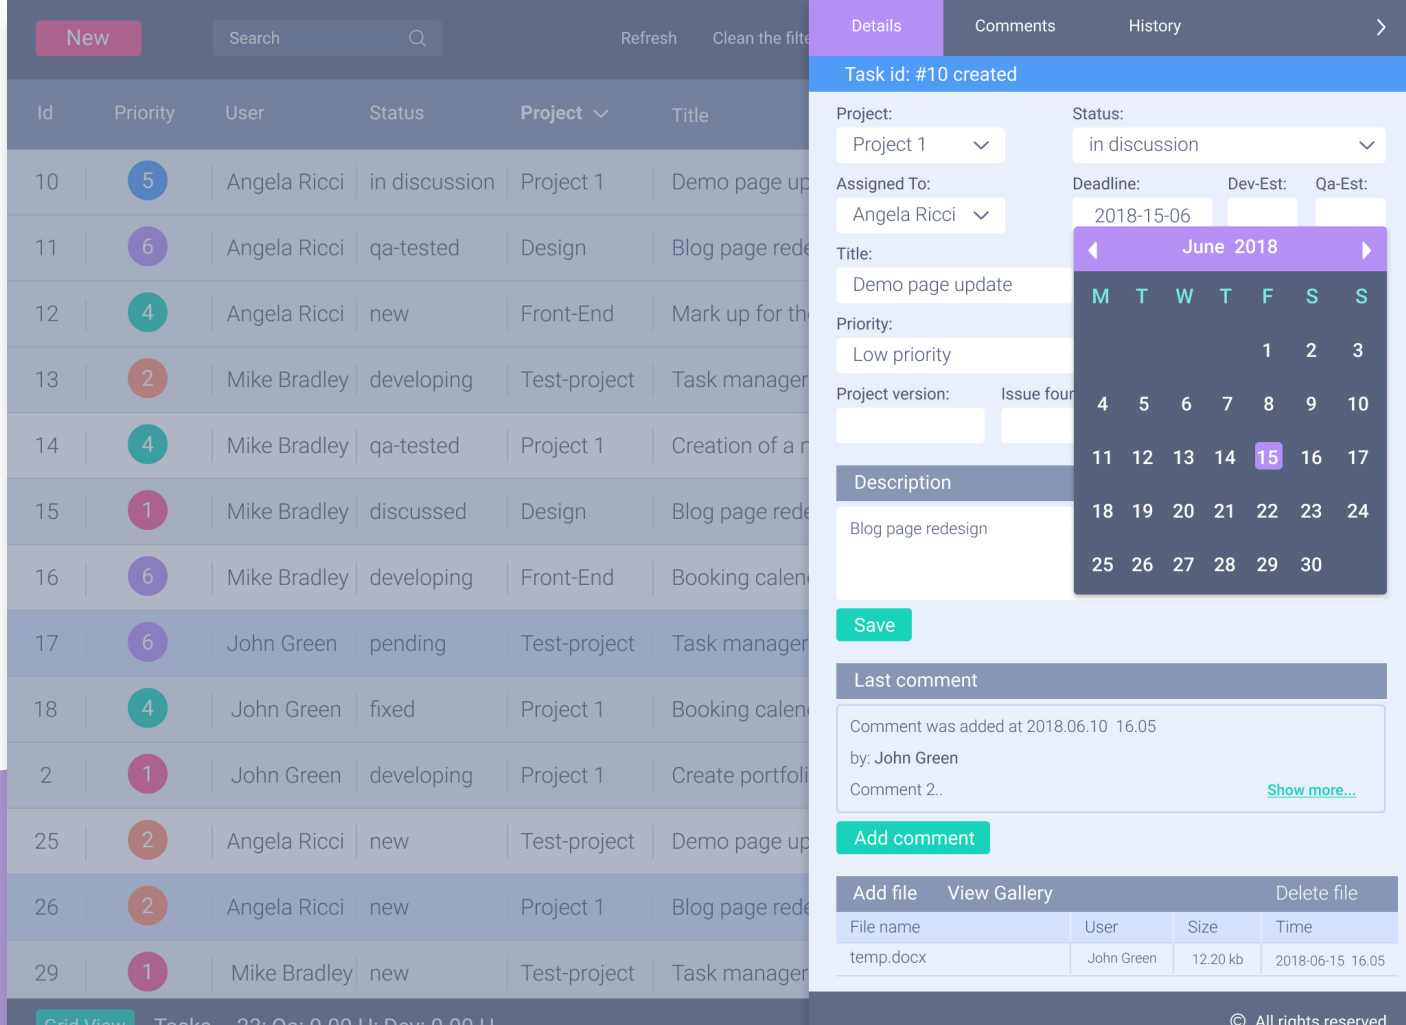 New Search Refresh Clean the filte
Id Priority User Status Project Title
10 5 Angela Ricci in discussion Project 1 Demo page up
11 6 Angela Ricci qa-tested Design Blog page rede
12 4 Angela Ricci new Front-End Mark up for th
13 2 Mike Bradley developing Test-project Task manager
14 4 Mike Bradley qa-tested Project 1 Creation of a n
15 1 Mike Bradley discussed Design Blog page rede
16 6 Mike Bradley developing Front-End Booking calen
17 6 John Green pending Test-project Task manager
18 4 John Green fixed Project 1 Booking calen
2 1 John Green developing Project 1 Create portfoli
25 2 Angela Ricci new Test-project Demo page up
26 2 Angela Ricci new Project 1 Blog page rede
29 1 Mike Bradley new Test-project Task manager
Grid View Tasks 23; Qa: 0.00 H; Dev: 0.00 H
Details Comments History
Task id: #10 created
Project: Status:
Project 1 in discussion
Assigned To: Deadline: Dev-Est: Qa-Est:
Angela Ricci 2018-15-06
Title:
Demo page update
Priority:
Low priority
Project version: Issue four
June 2018
M T W T F S S
1 2 3
4 5 6 7 8 9 10
11 12 13 14 15 16 17
18 19 20 21 22 23 24
25 26 27 28 29 30
Description
Blog page redesign
Save
Last comment
Comment was added at 2018.06.10 16.05
by: John Green
Comment 2..
Show more...
Add comment
Add file View Gallery Delete file
File name User Size Time
temp.docx John Green 12.20 kb 2018-06-15 16.05
© All rights reserved